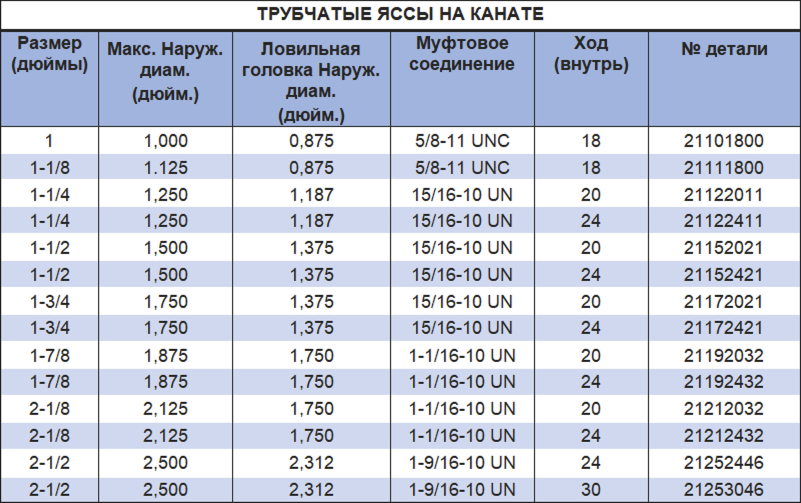 ТРУБЧАТЫЕ ЯССЫ НА КАНАТЕ
Размер (дюймы) Макс. Наруж. диам. (дюйм.) Ловильная головка Наруж. диам. (дюйм.) Муфтовое соединение Ход (внутрь) № детали
1 1,000 0,875 5/8-11 UNC 18 21101800
1-1/8 1.125 0,875 5/8-11 UNC 18 21111800
1-1/4 1,250 1,187 15/16-10 UN 20 21122011
1-1/4 1,250 1,187 15/16-10 UN 24 21122411
1-1/2 1,500 1,375 15/16-10 UN 20 21152021
1-1/2 1,500 1,375 15/16-10 UN 24 21152421
1-3/4 1,750 1,375 15/16-10 UN 20 21172021
1-3/4 1,750 1,375 15/16-10 UN 24 21172421
1-7/8 1,875 1,750 1-1/16-10 UN 20 21192032
1-7/8 1,875 1,750 1-1/16-10 UN 24 21192432
2-1/8 2,125 1,750 1-1/16-10 UN 20 21212032
2-1/8 2,125 1,750 1-1/16-10 UN 24 21212432
2-1/2 2,500 2,312 1-9/16-10 UN 24 21252446
2-1/2 2,500 2,312 1-9/16-10 UN 30 21253046